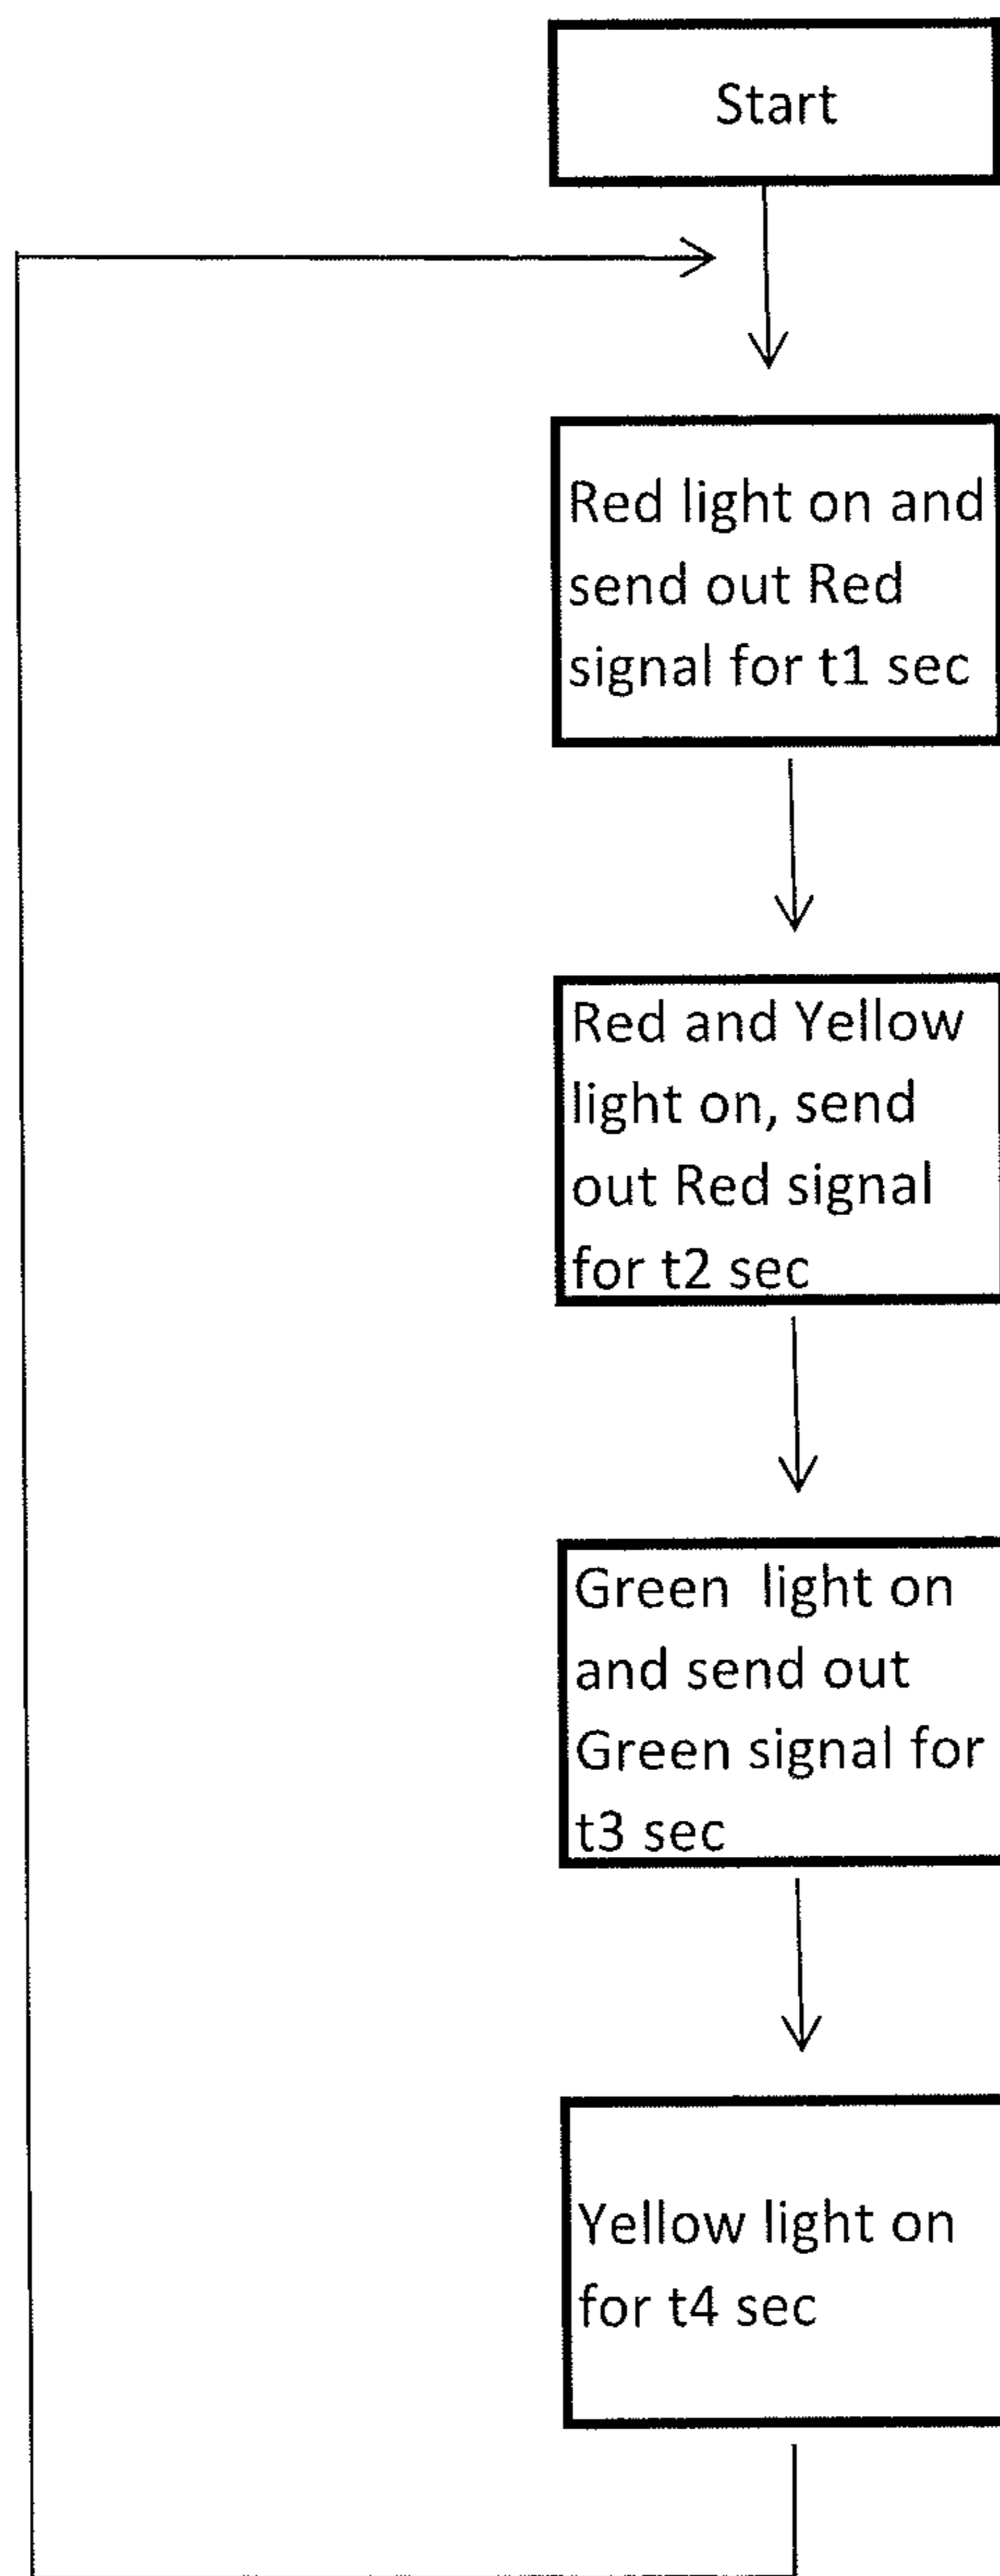 Start
Red light on and
send out Red
signal for t1 sec
Red and Yellow
light on, send
out Red signal
for t2 sec
Green light on
and send out
Green signal for
t3 sec
Yellow light on
for t4 sec